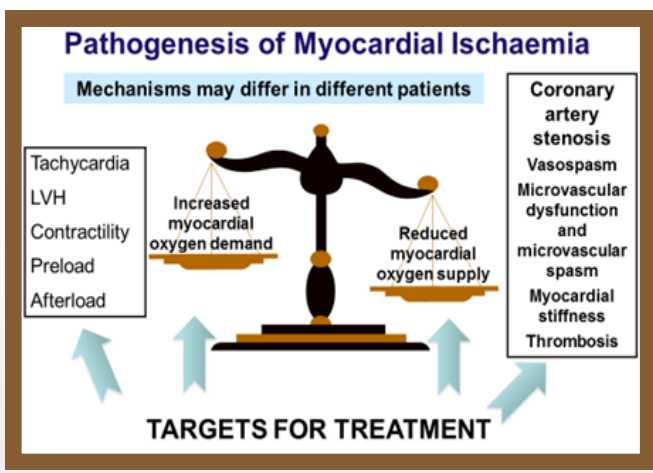 Pathogenesis of Myocardial Ischaemia
Mechanisms may differ in different patients
Tachycardia
LVH
Contractility
Preload
Afterload
Increased
myocardial
oxygen demand
Reduced
myocardial
oxygen supply
Coronary
artery
stenosis
Vasospasm
Microvascular
dysfunction
and
microvascular
spasm
Myocardial
stiffness
Thrombosis
TARGETS FOR TREATMENT